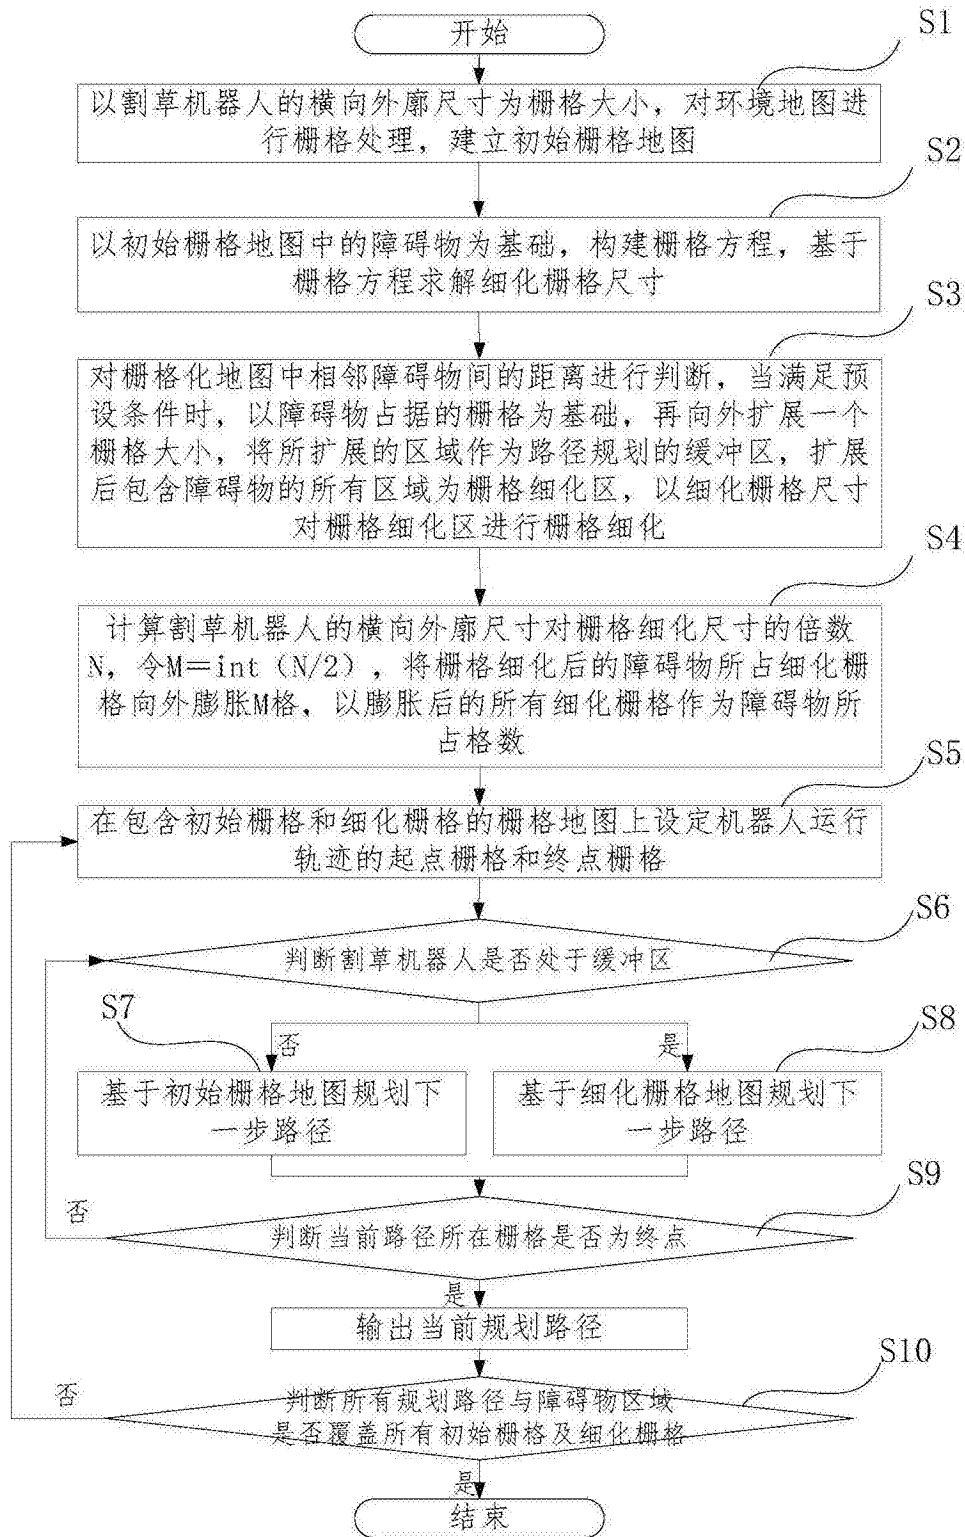 开始
S1
以割草机器人的横向外廓尺寸为栅格大小，对环境地图进
行栅格处理，建立初始栅格地图
S2
以初始栅格地图中的障碍物为基础，构建栅格方程，基于
栅格方程求解细化栅格尺寸
S3
对栅格化地图中相邻障碍物间的距离进行判断，当满足预
设条件时，以障碍物占据的栅格为基础，再向外扩展一个
栅格大小，将所扩展的区域作为路径规划的缓冲区，扩展
后包含障碍物的所有区域为栅格细化区，以细化栅格尺寸
对栅格细化区进行栅格细化
S4
计算割草机器人的横向外廓尺寸对栅格细化尺寸的倍数
N，令M＝int（N/2），将栅格细化后的障碍物所占细化栅
格向外膨胀M格，以膨胀后的所有细化栅格作为障碍物所
占格数
S5
在包含初始栅格和细化栅格的栅格地图上设定机器人运行
轨迹的起点栅格和终点栅格
S6
判断割草机器人是否处于缓冲区
S7
否
是
S8
基于初始栅格地图规划下
一步路径
基于细化栅格地图规划下
一步路径
S9
否
判断当前路径所在栅格是否为终点
是
输出当前规划路径
S10
否
判断所有规划路径与障碍物区域
是否覆盖所有初始栅格及细化栅格
是
结束